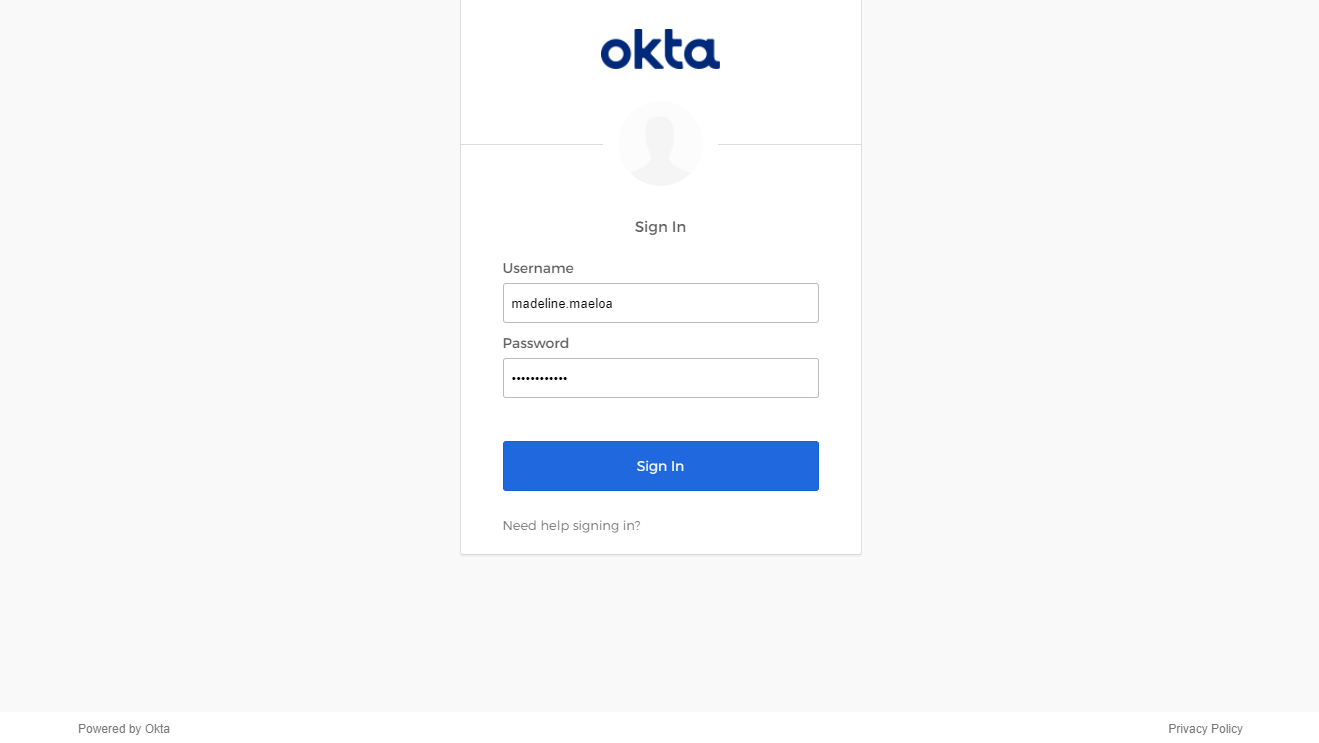 okta
Sign In
Username
madeline.maeloa
Password
••••••••••••
Sign In
Need help signing in?
Powered by Okta
Privacy Policy